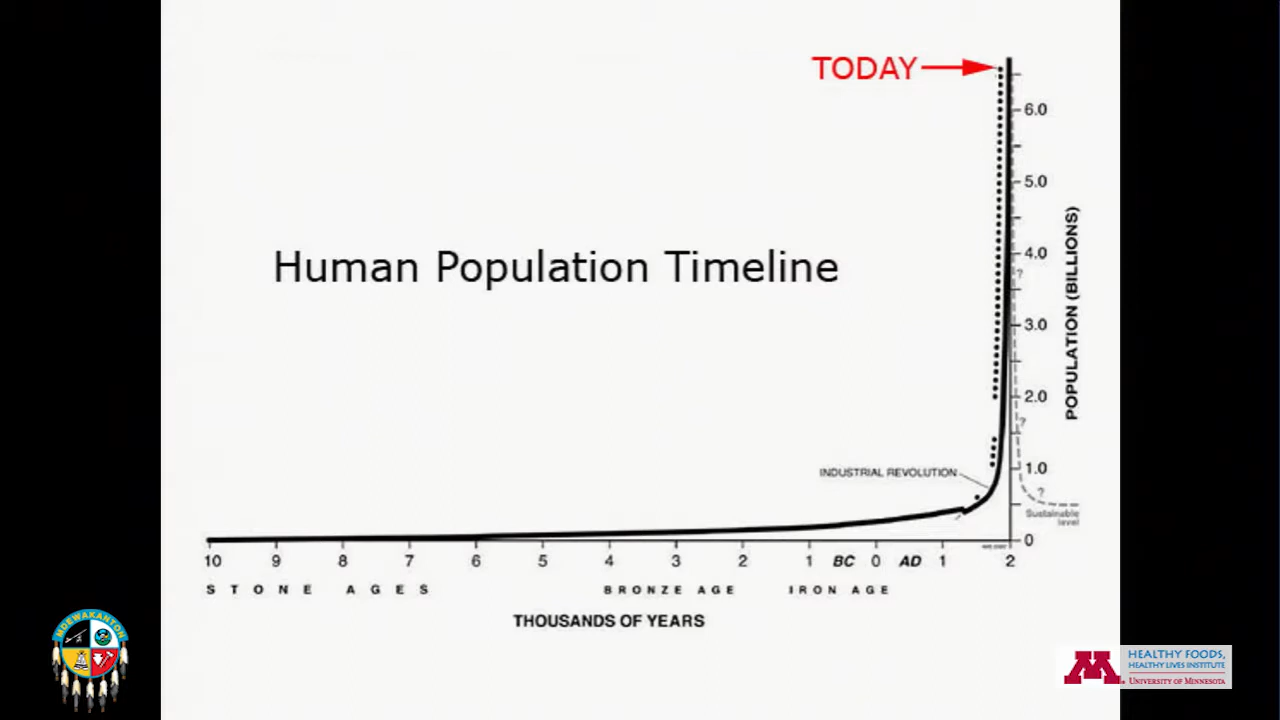 TODAY
6.0
5.0
Human Population Timeline
4.0
?
3.0
POPULATION (BILLIONS)
2.0
?
INDUSTRIAL REVOLUTION
1.0
?
Sustainable
level
0
10 9 8 7 6 5 4 3 2 1 BC 0 AD 1 2
STONE AGES BRONZE AGE IRON AGE
THOUSANDS OF YEARS
MDEWAKANTON
M
HEALTHY FOODS,
HEALTHY LIVES INSTITUTE
UNIVERSITY OF MINNESOTA